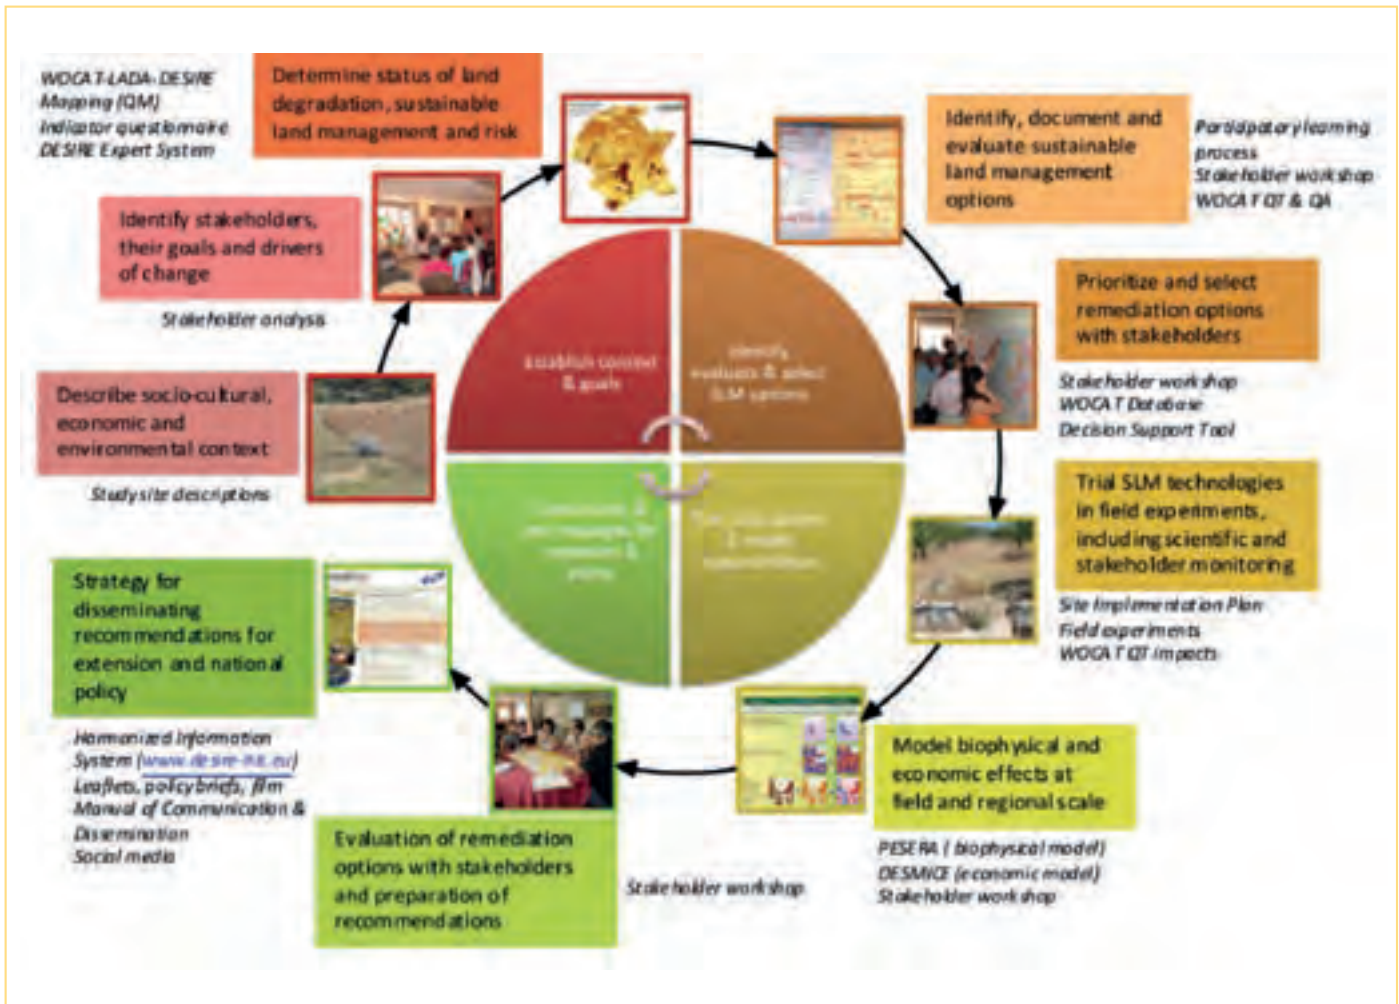 WOCAT-LADA-DESIRE
Mapping (QM)
Indicator questionnaire
DESIRE Expert System
Determine status of land
degradation, sustainable
land management and risk
Identify, document and
evaluate sustainable
land management
options
Participatory learning
process
Stakeholder workshop
WOCAT QT & QA
Identify stakeholders,
their goals and drivers
of change
Stakeholder analysis
Prioritize and select
remediation options
with stakeholders
Stakeholder workshop
WOCAT Database
Decision Support Tool
Describe socio-cultural,
economic and
environmental context
Study site descriptions
Establish context
& goals
Identify,
evaluate & select
SLM options
Trial SLM technologies
in field experiments,
including scientific and
stakeholder monitoring
Site Implementation Plan
Field experiments
WOCAT QT impacts
Strategy for
disseminating
recommendations for
extension and national
policy
Harmonized Information
System (www.desire-his.eu)
Leaflets, policy briefs, film
Manual of Communication &
Dissemination
Social media
Model biophysical and
economic effects at
field and regional scale
PESERA ( biophysical model)
DESMICE (economic model)
Stakeholder workshop
Evaluation of remediation
options with stakeholders
and preparation of
recommendations
Stakeholder workshop